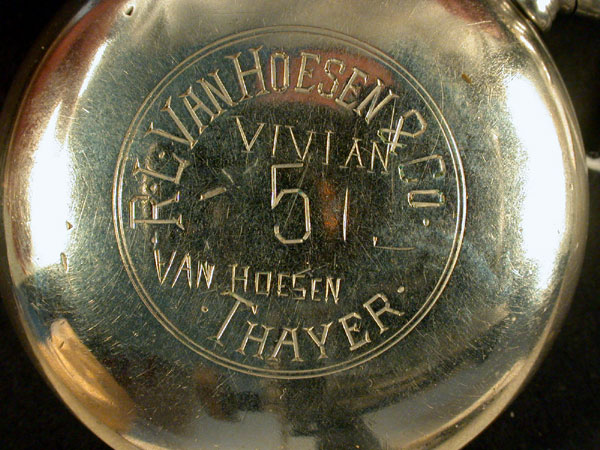 R. L. VAN HOESEN & CO.
VIVIAN
51
VAN HOESEN
THAYER